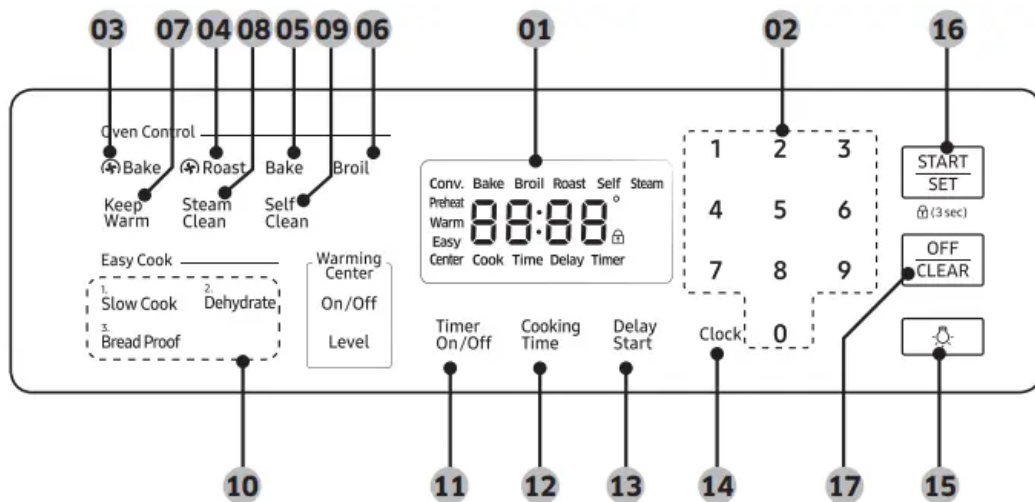 03 07 04 08 05 09 06 01 02 16
Oven Control
Bake Roast Bake Broil
Keep Warm
Steam Clean
Self Clean
Easy Cook
1. Slow Cook
2. Dehydrate
3. Bread Proof
Warming Center
On/Off
Level
Conv. Bake Broil Roast Self Steam
Preheat
Warm
Easy
Center
88:88°
Cook Time Delay Timer
Timer On/Off
Cooking Time
Delay Start
Clock
1 2 3
4 5 6
7 8 9
0
START
SET
(3 sec)
OFF
CLEAR
10 11 12 13 14 17 15